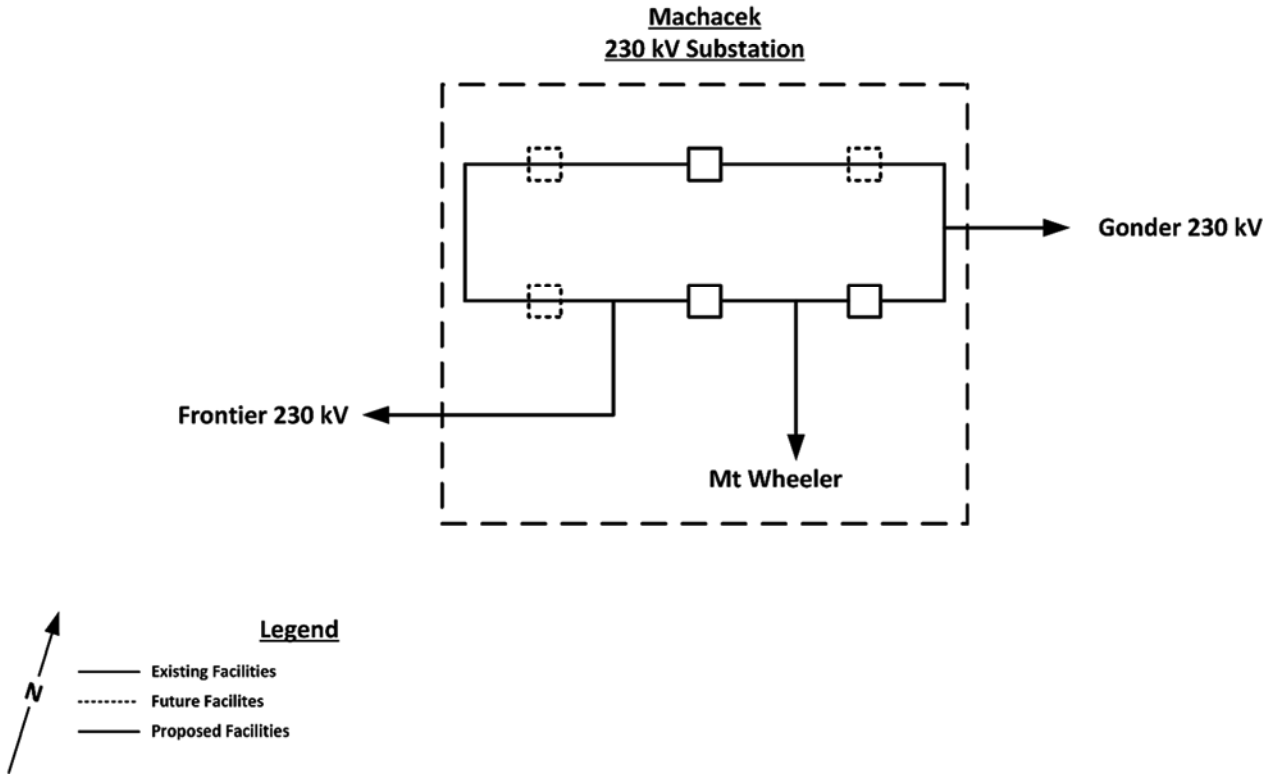 Machacek
230 kV Substation
Gonder 230 kV
Frontier 230 kV
Mt Wheeler
Legend
N
Existing Facilities
Future Facilites
Proposed Facilities